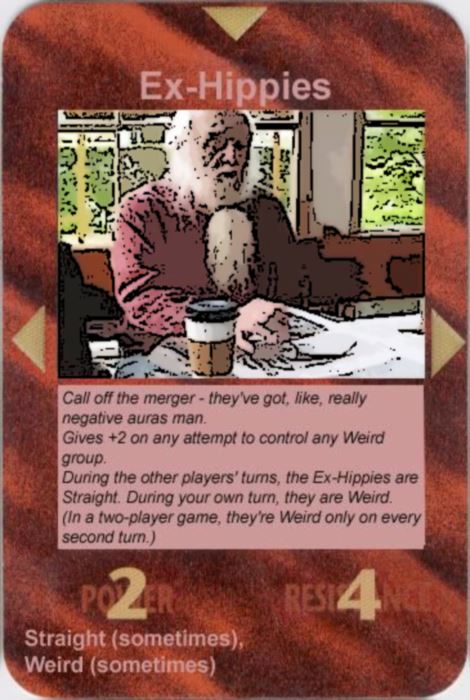 Ex-Hippies
Call off the merger - they've got, like, really
negative auras man.
Gives +2 on any attempt to control any Weird
group.
During the other players' turns, the Ex-Hippies are
Straight. During your own turn, they are Weird.
(In a two-player game, they're Weird only on every
second turn.)
POWER 2 RESISTANCE 4
Straight (sometimes),
Weird (sometimes)